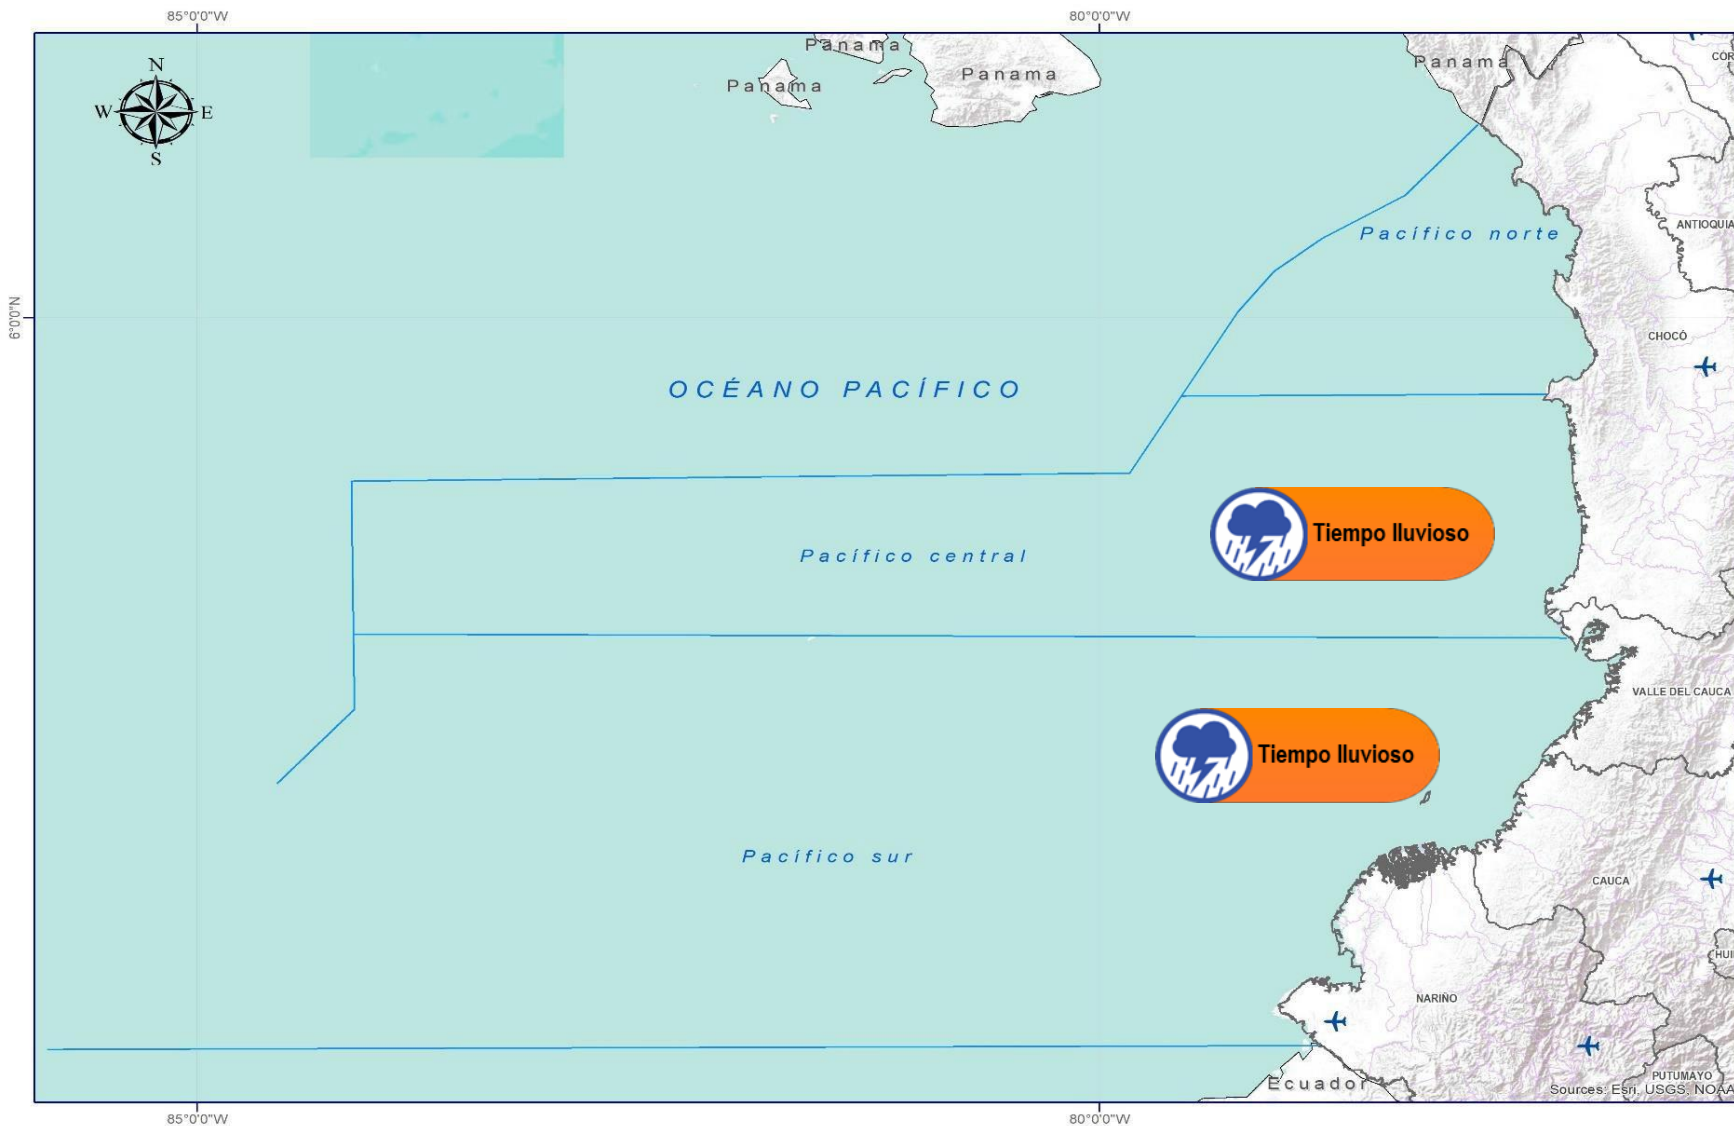 85°0'0"W
80°0'0"W
N
W
E
S
Panama
Panama
Panama
Panama
CÓR
Pacífico norte
ANTIOQUIA
6°0'0"N
CHOCÓ
OCÉANO PACÍFICO
Tiempo lluvioso
Pacífico central
VALLE DEL CAUCA
Tiempo lluvioso
Pacífico sur
CAUCA
HUI
NARIÑO
PUTUMAYO
Ecuador
Sources: Esri, USGS, NOAA
85°0'0"W
80°0'0"W